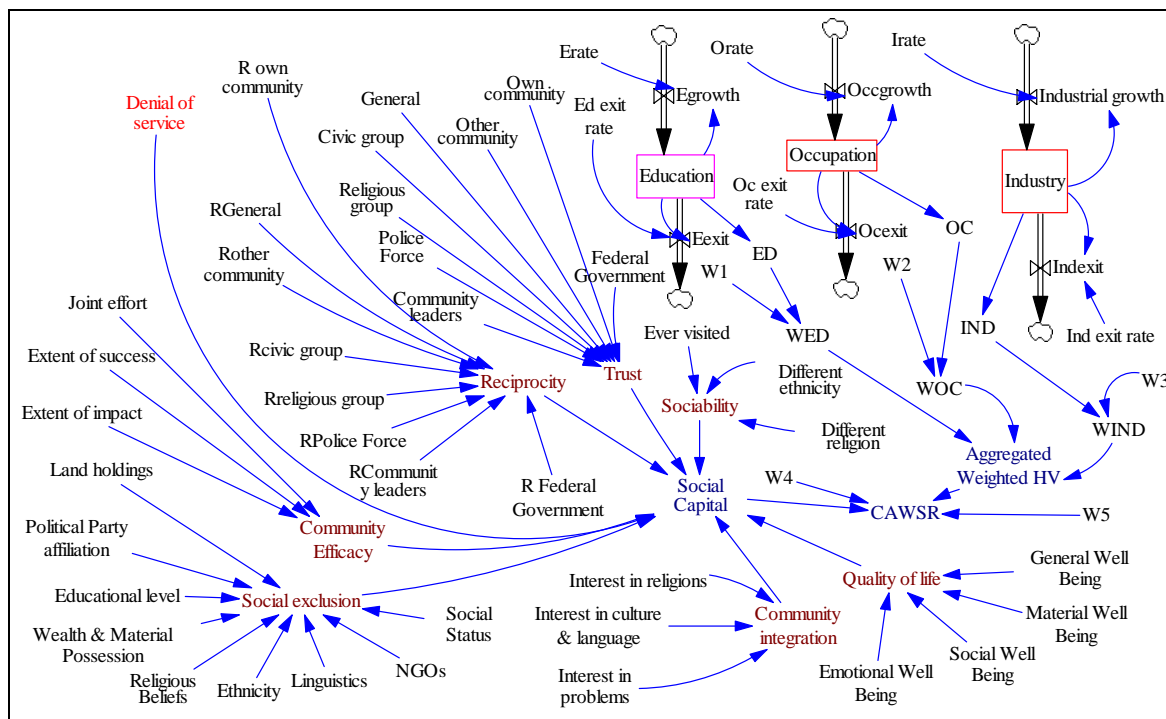 Erate
Orate
Irate
R own
community
General
Own
community
Denial of
service
Ed exit
rate
Egrowth
Occgrowth
Industrial growth
Civic group
Other
community
Religious
group
Education
Occupation
Industry
Oc exit
rate
RGeneral
Police
Force
Federal
Government
Eexit
ED
Ocexit
OC
Rother
community
W1
W2
Indexit
Joint effort
Community
leaders
Ever visited
WED
IND
Ind exit rate
Extent of success
Rcivic group
Reciprocity
Trust
Different
ethnicity
WOC
W3
Extent of impact
Rreligious group
Sociability
Different
religion
WIND
RPolice Force
Aggregated
Weighted HV
Land holdings
RCommunit
y leaders
R Federal
Government
Social
Capital
W4
CAWSR
W5
Political Party
affiliation
Community
Efficacy
General Well
Being
Educational level
Social exclusion
Social
Status
Interest in religions
Quality of life
Interest in culture
& language
Community
integration
Material Well
Being
Wealth & Material
Possession
Religious
Beliefs
Ethnicity
Linguistics
NGOs
Interest in
problems
Emotional Well
Being
Social Well
Being